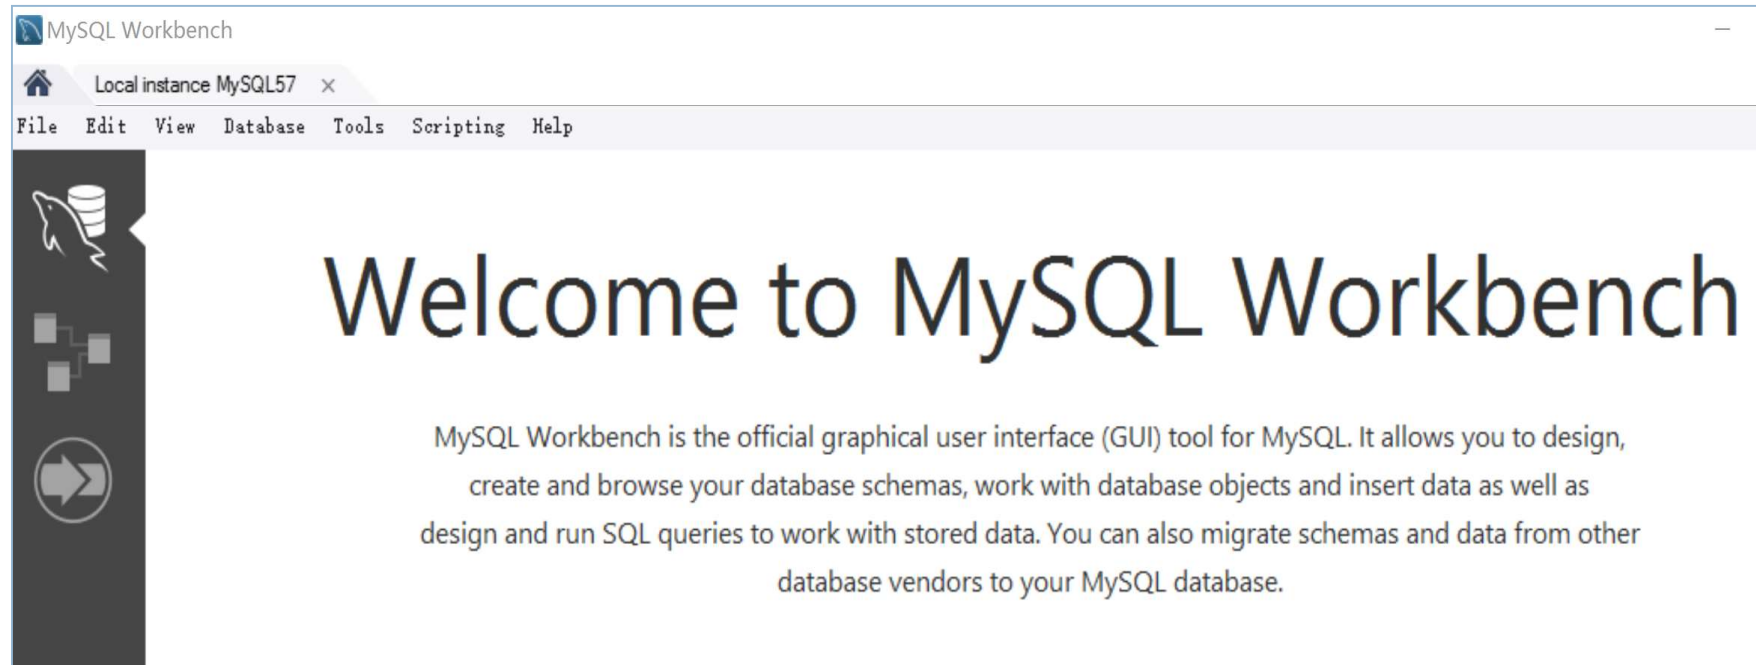 MySQL Workbench
Local instance MySQL57
File Edit View Database Tools Scripting Help
Welcome to MySQL Workbench
MySQL Workbench is the official graphical user interface (GUI) tool for MySQL. It allows you to design,
create and browse your database schemas, work with database objects and insert data as well as
design and run SQL queries to work with stored data. You can also migrate schemas and data from other
database vendors to your MySQL database.